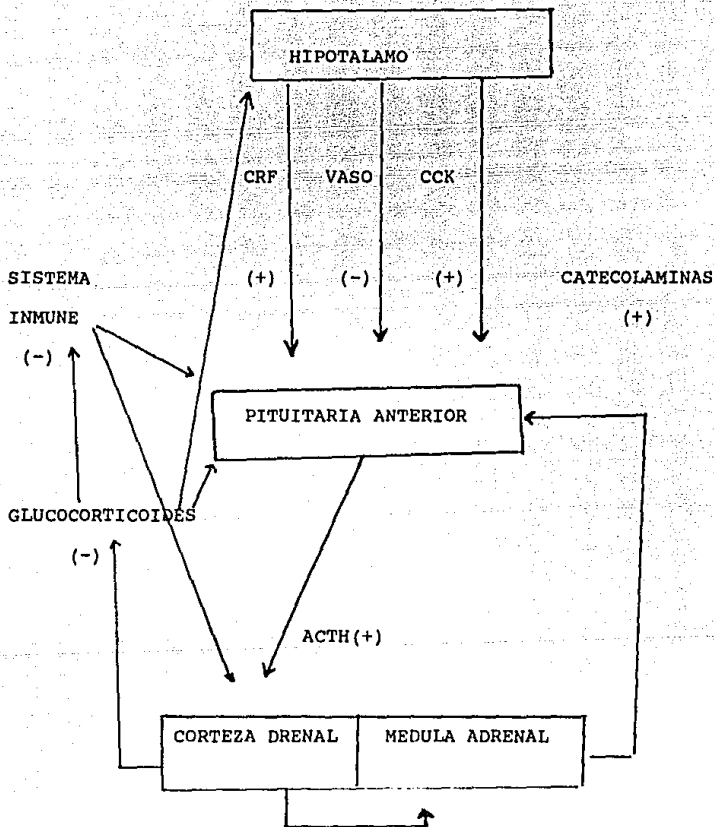 HIPOTALAMO
CRF VASO CCK
SISTEMA (+) (-) (+) CATECOLAMINAS
INMUNE (+)
(-)
PITUITARIA ANTERIOR
GLUCOCORTICOIDES
(-)
ACTH(+)
CORTEZA DRENAL MEDULA ADRENAL